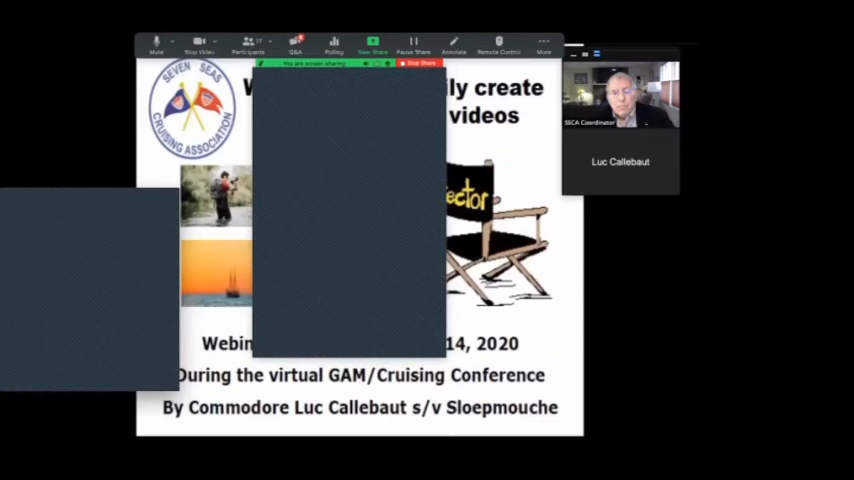 Mute
Stop Video
Participants
77
Q&A
Polling
New Share
Pause Share
Annotate
Remote Control
More
You are screen sharing
Stop Share
SEVEN SEAS
CRUISING ASSOCIATION
W
ily create
videos
ector
SSCA Coordinator
Luc Callebaut
Webin
14, 2020
During the virtual GAM/Cruising Conference
By Commodore Luc Callebaut s/v Sloepmouche